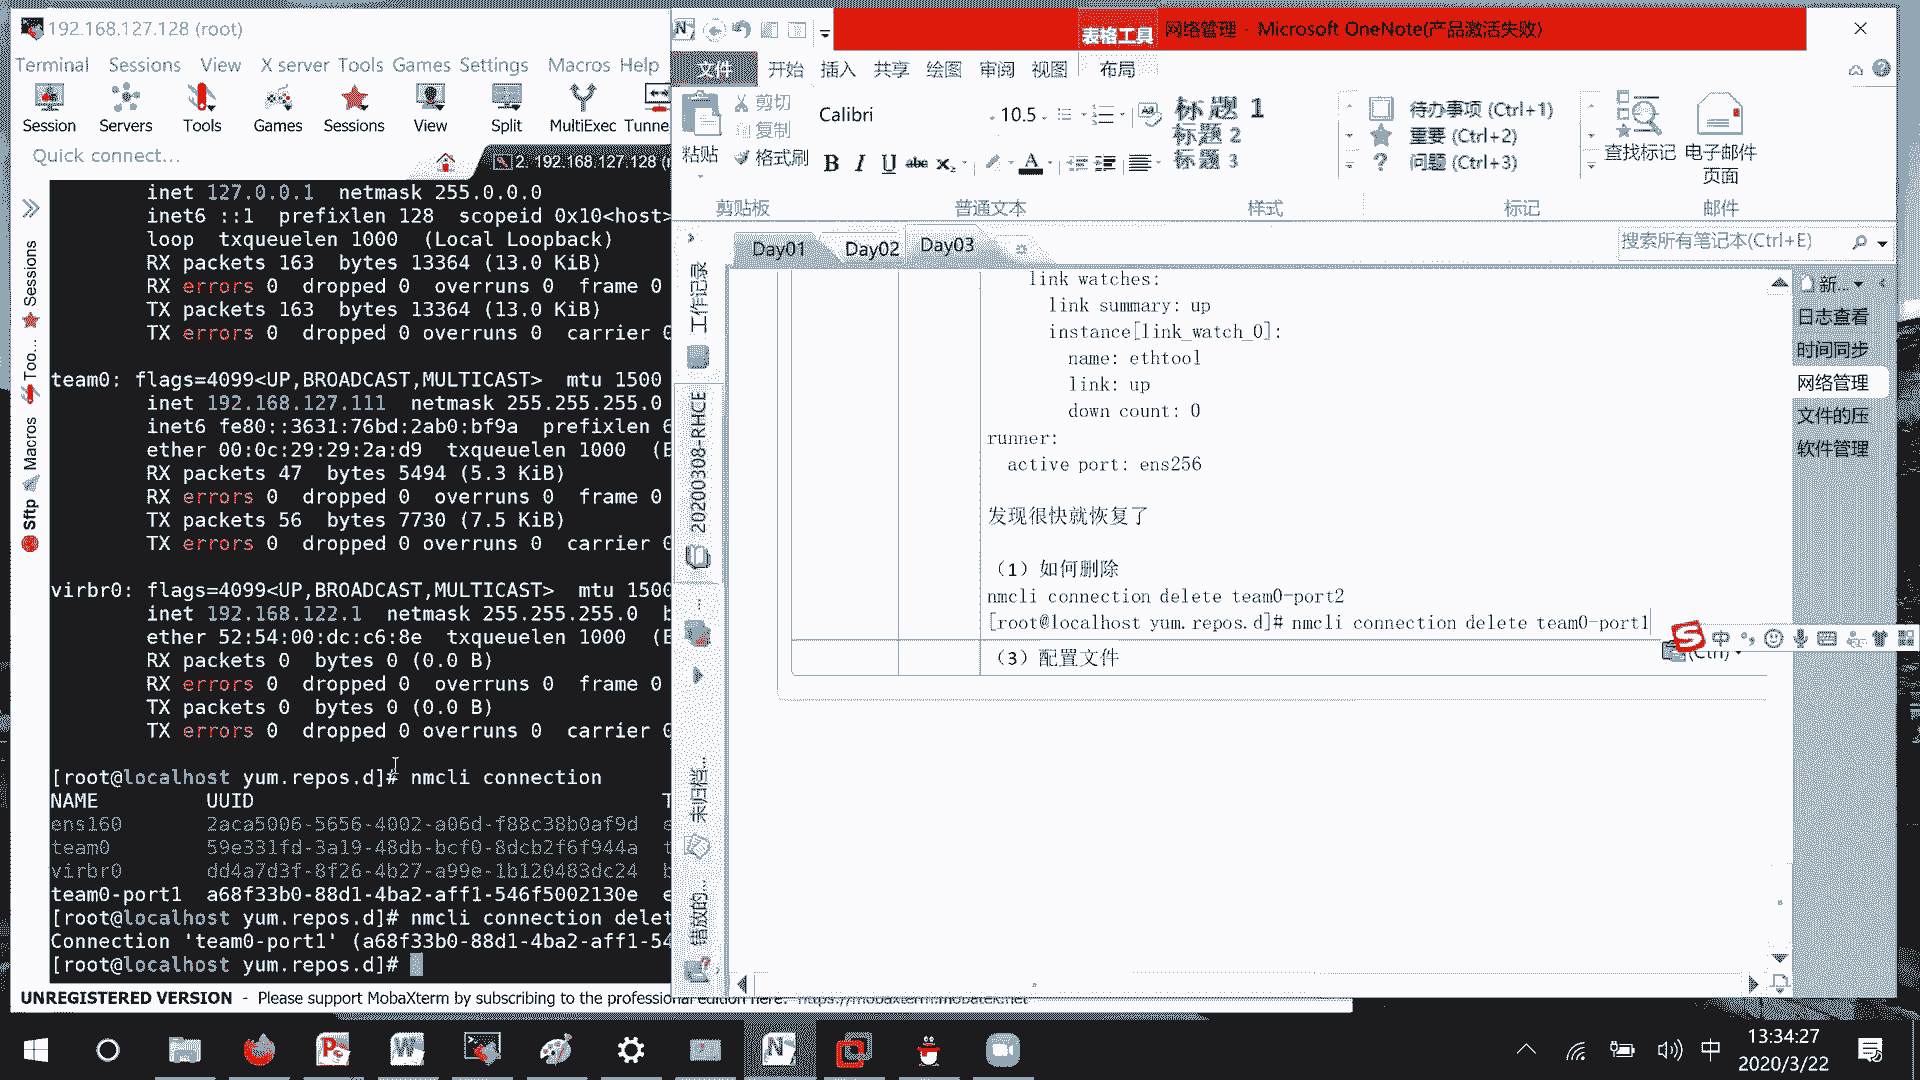 192.168.127.128 (root)
Terminal Sessions View X server Tools Games Settings Macros Help
Session Servers Tools Games Sessions View Split MultiExec Tunne
Quick connect...
2. 192.168.127.128 (r
Sessions
Too...
Macros
Sftp
inet 127.0.0.1 netmask 255.0.0.0
inet6 ::1 prefixlen 128 scopeid 0x10<host>
loop txqueuelen 1000 (Local Loopback)
RX packets 163 bytes 13364 (13.0 KiB)
RX errors 0 dropped 0 overruns 0 frame 0
TX packets 163 bytes 13364 (13.0 KiB)
TX errors 0 dropped 0 overruns 0 carrier 0
team0: flags=4099<UP,BROADCAST,MULTICAST> mtu 1500
inet 192.168.127.111 netmask 255.255.255.0
inet6 fe80::3631:76bd:2ab0:bf9a prefixlen 6
ether 00:0c:29:29:2a:d9 txqueuelen 1000 (E
RX packets 47 bytes 5494 (5.3 KiB)
RX errors 0 dropped 0 overruns 0 frame 0
TX packets 56 bytes 7730 (7.5 KiB)
TX errors 0 dropped 0 overruns 0 carrier 0
virbr0: flags=4099<UP,BROADCAST,MULTICAST> mtu 1500
inet 192.168.122.1 netmask 255.255.255.0 b
ether 52:54:00:dc:c6:8e txqueuelen 1000 (E
RX packets 0 bytes 0 (0.0 B)
RX errors 0 dropped 0 overruns 0 frame 0
TX packets 0 bytes 0 (0.0 B)
TX errors 0 dropped 0 overruns 0 carrier 0
[root@localhost yum.repos.d]# nmcli connection
NAME UUID T
ens160 2aca5006-5656-4002-a06d-f88c38b0af9d e
team0 59e331fd-3a19-48db-bcf0-8dcb2f6f944a t
virbr0 dd4a7d3f-8f26-4b27-a99e-1b120483dc24 b
team0-port1 a68f33b0-88d1-4ba2-aff1-546f5002130e e
[root@localhost yum.repos.d]# nmcli connection delet
Connection 'team0-port1' (a68f33b0-88d1-4ba2-aff1-54
[root@localhost yum.repos.d]#
UNREGISTERED VERSION - Please support MobaXterm by subscribing to the professional edition here: https://mobaxterm.mobatek.net
表格工具 网络管理 - Microsoft OneNote(产品激活失败)
文件 开始 插入 共享 绘图 审阅 视图 布局
粘贴
剪切
复制
格式刷
剪贴板
Calibri 10.5
B I U abc x₂ A
普通文本
标题 1
标题 2
标题 3
样式
待办事项 (Ctrl+1)
重要 (Ctrl+2)
问题 (Ctrl+3)
标记
查找标记
电子邮件
页面
邮件
Day01 Day02 Day03
搜索所有笔记本(Ctrl+E)
工作记录
20200308-RHCE
未归档...
错放的...
link watches:
link summary: up
instance[link_watch_0]:
name: ethtool
link: up
down count: 0
runner:
active port: ens256
发现很快就恢复了
（1）如何删除
nmcli connection delete team0-port2
[root@localhost yum.repos.d]# nmcli connection delete team0-port1
（3）配置文件
(Ctrl)
中
新...
日志查看
时间同步
网络管理
文件的压
软件管理
中
13:34:27
2020/3/22